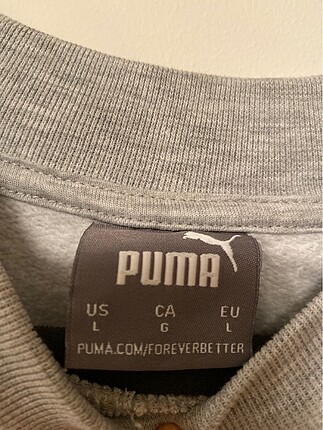 PUMA
US CA EU
L G L
PUMA.COM/FOREVERBETTER